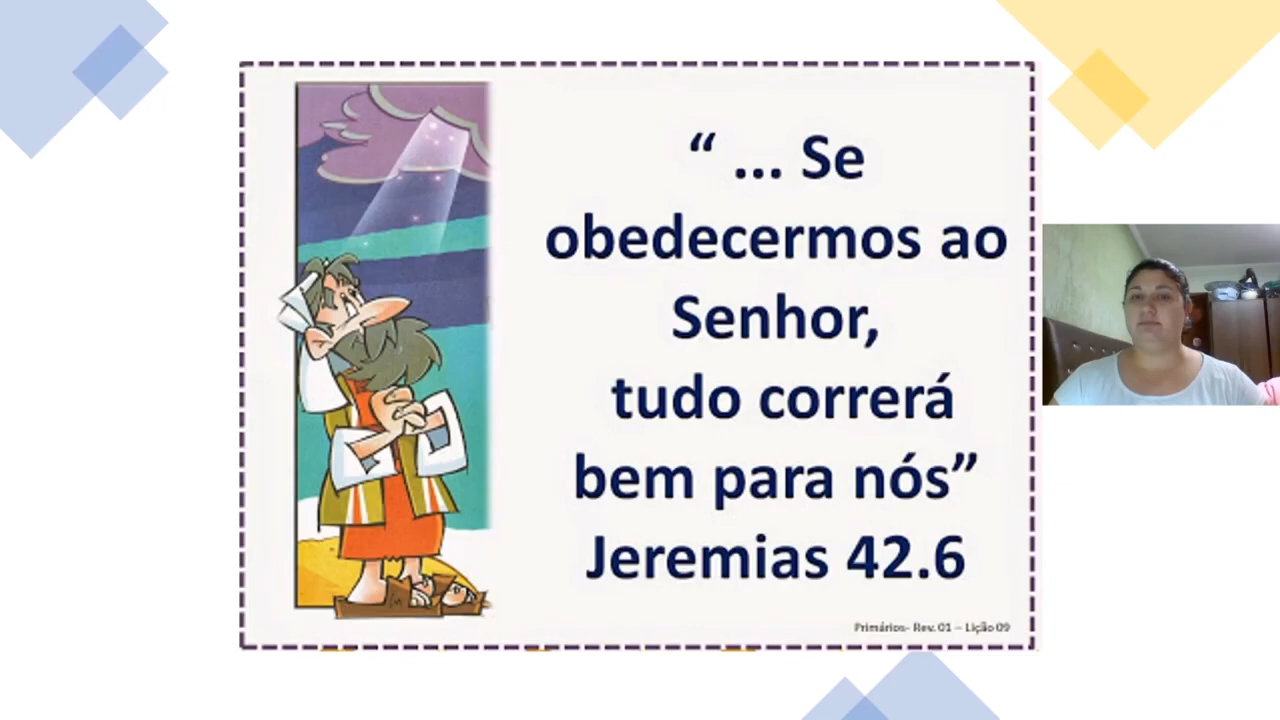 “ ... Se
obedecermos ao
Senhor,
tudo correrá
bem para nós”
Jeremias 42.6
Primários- Rev. 01 – Lição 09